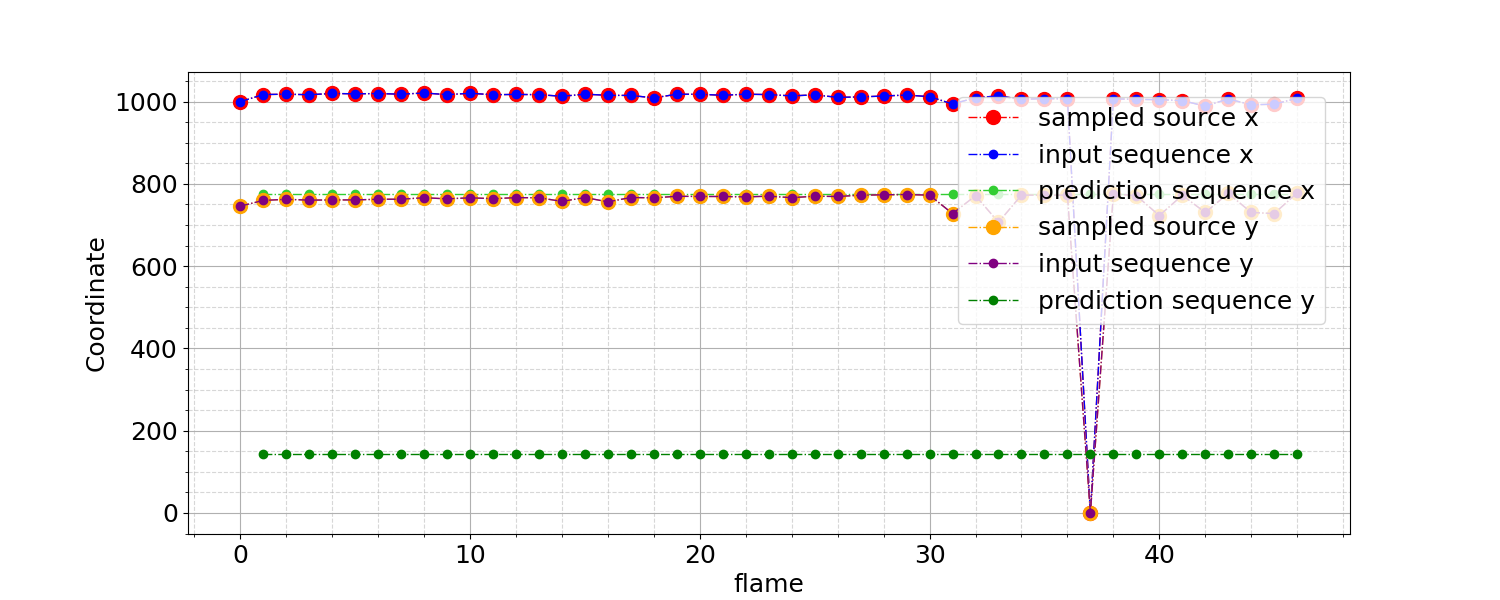 1000
800
600
400
200
0
Coordinate
sampled source x
input sequence x
prediction sequence x
sampled source y
input sequence y
prediction sequence y
0 10 20 30 40
flame